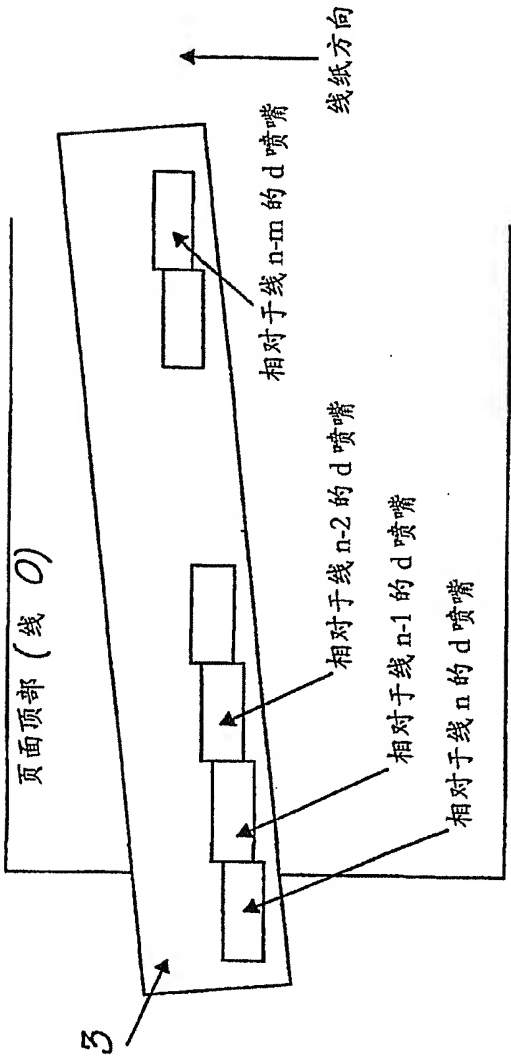 页面顶部 (线 0)
3
线纸方向
相对于线 n-m 的 d 喷嘴
相对于线 n-2 的 d 喷嘴
相对于线 n-1 的 d 喷嘴
相对于线 n 的 d 喷嘴